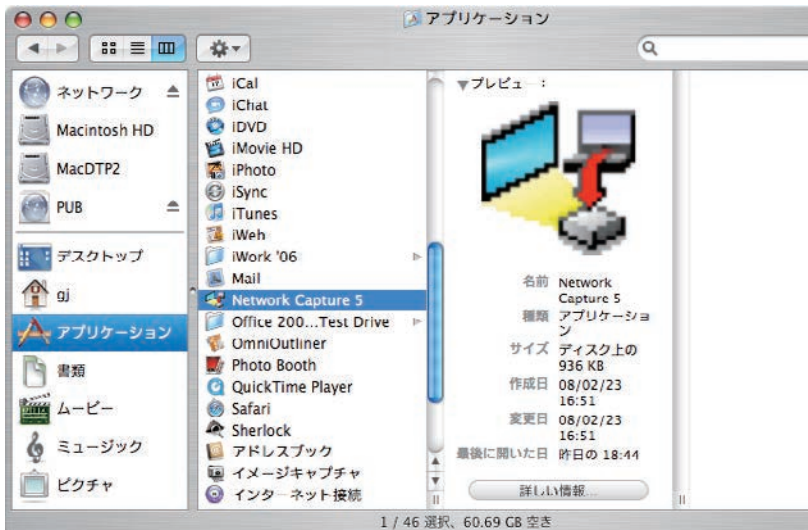 アプリケーション
ネットワーク
Macintosh HD
MacDTP2
PUB
デスクトップ
gj
アプリケーション
書類
ムービー
ミュージック
ピクチャ
iCal
iChat
iDVD
iMovie HD
iPhoto
iSync
iTunes
iWeb
iWork '06
Mail
Network Capture 5
Office 200...Test Drive
OmniOutliner
Photo Booth
QuickTime Player
Safari
Sherlock
アドレスブック
イメージキャプチャ
インターネット接続
プレビュー：
名前 Network
Capture 5
種類 アプリケーショ
ン
サイズ ディスク上の
936 KB
作成日 08/02/23
16:51
変更日 08/02/23
16:51
最後に開いた日 昨日の 18:44
詳しい情報...
1 / 46 選択、60.69 GB 空き